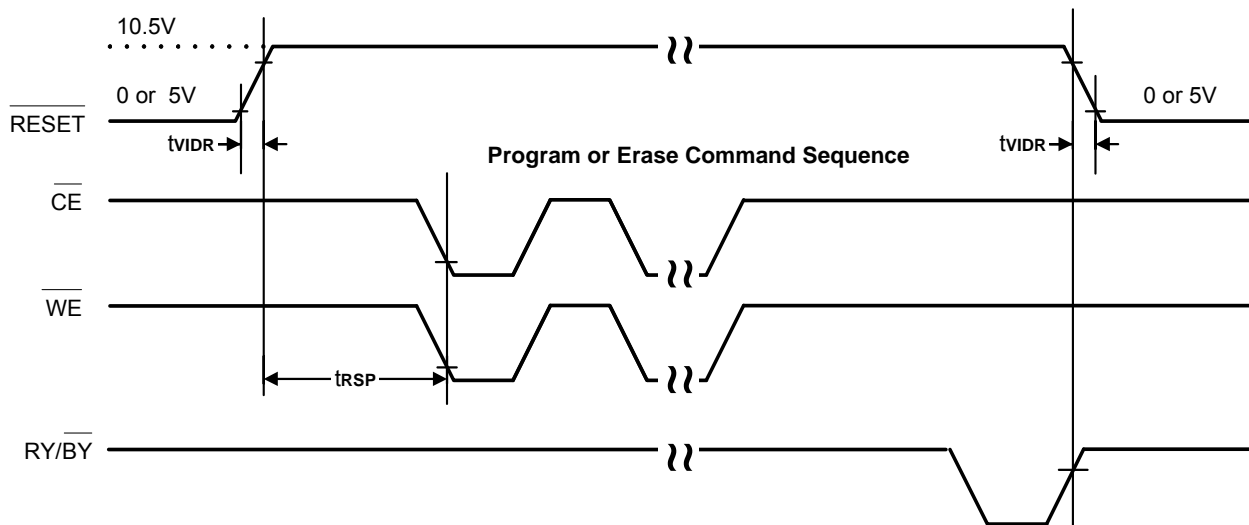 10.5V
0 or 5V
0 or 5V
RESET
tVIDR
tVIDR
Program or Erase Command Sequence
CE
WE
tRSP
RY/BY